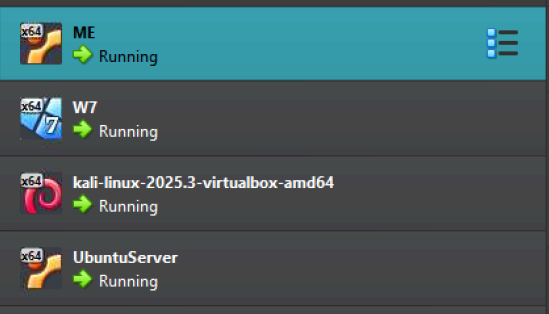 x64
ME
Running
x64
W7
7
Running
x64
kali-linux-2025.3-virtualbox-amd64
Running
x64
UbuntuServer
Running